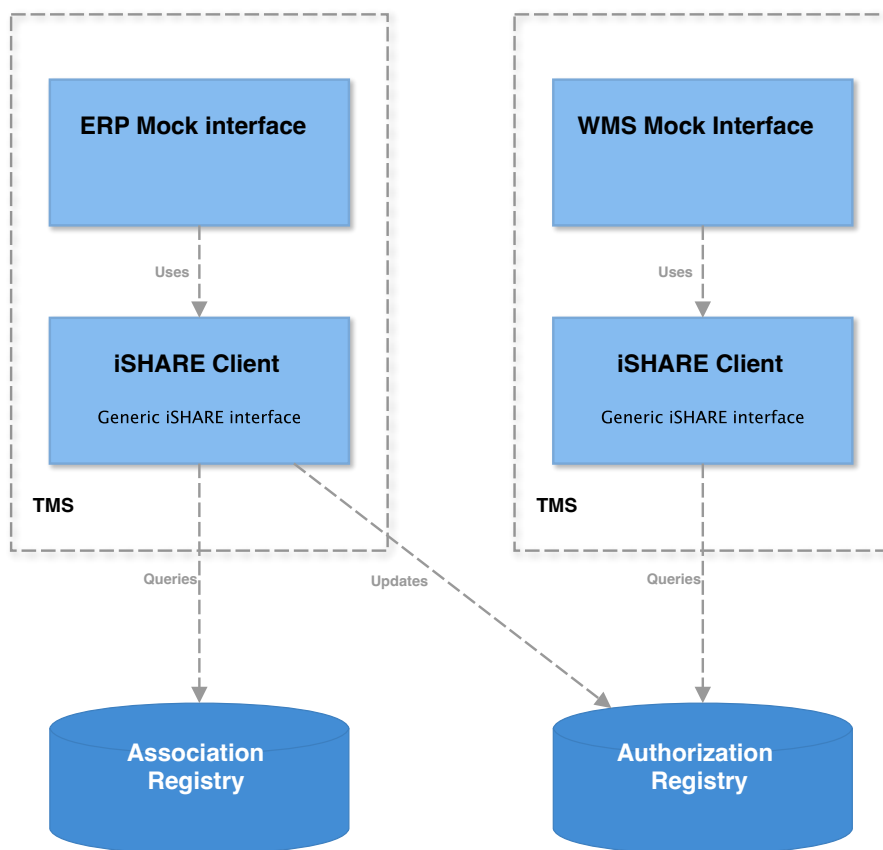 ERP Mock interface
WMS Mock Interface
Uses
Uses
iSHARE Client
Generic iSHARE interface
iSHARE Client
Generic iSHARE interface
TMS
TMS
Queries
Updates
Queries
Association
Registry
Authorization
Registry